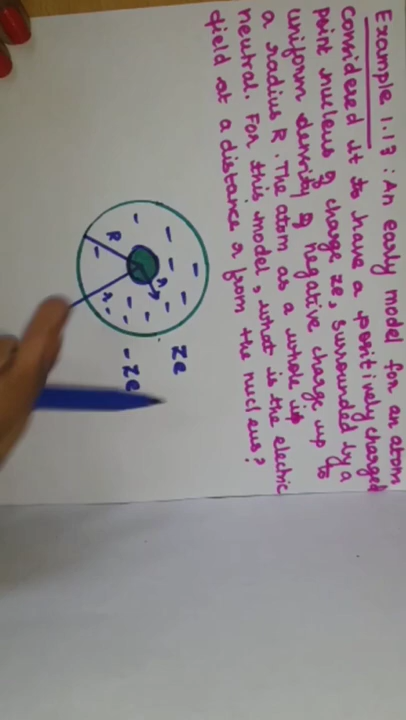 Example 1.13 : An early model for an atom
considered it to have a positively charged
point nucleus of charge ze, surrounded by a
uniform density of negative charge up to
a radius R. The atom as a whole is
neutral. For this model, what is the electric
field at a distance r from the nucleus?
R
r
r
Ze
-Ze